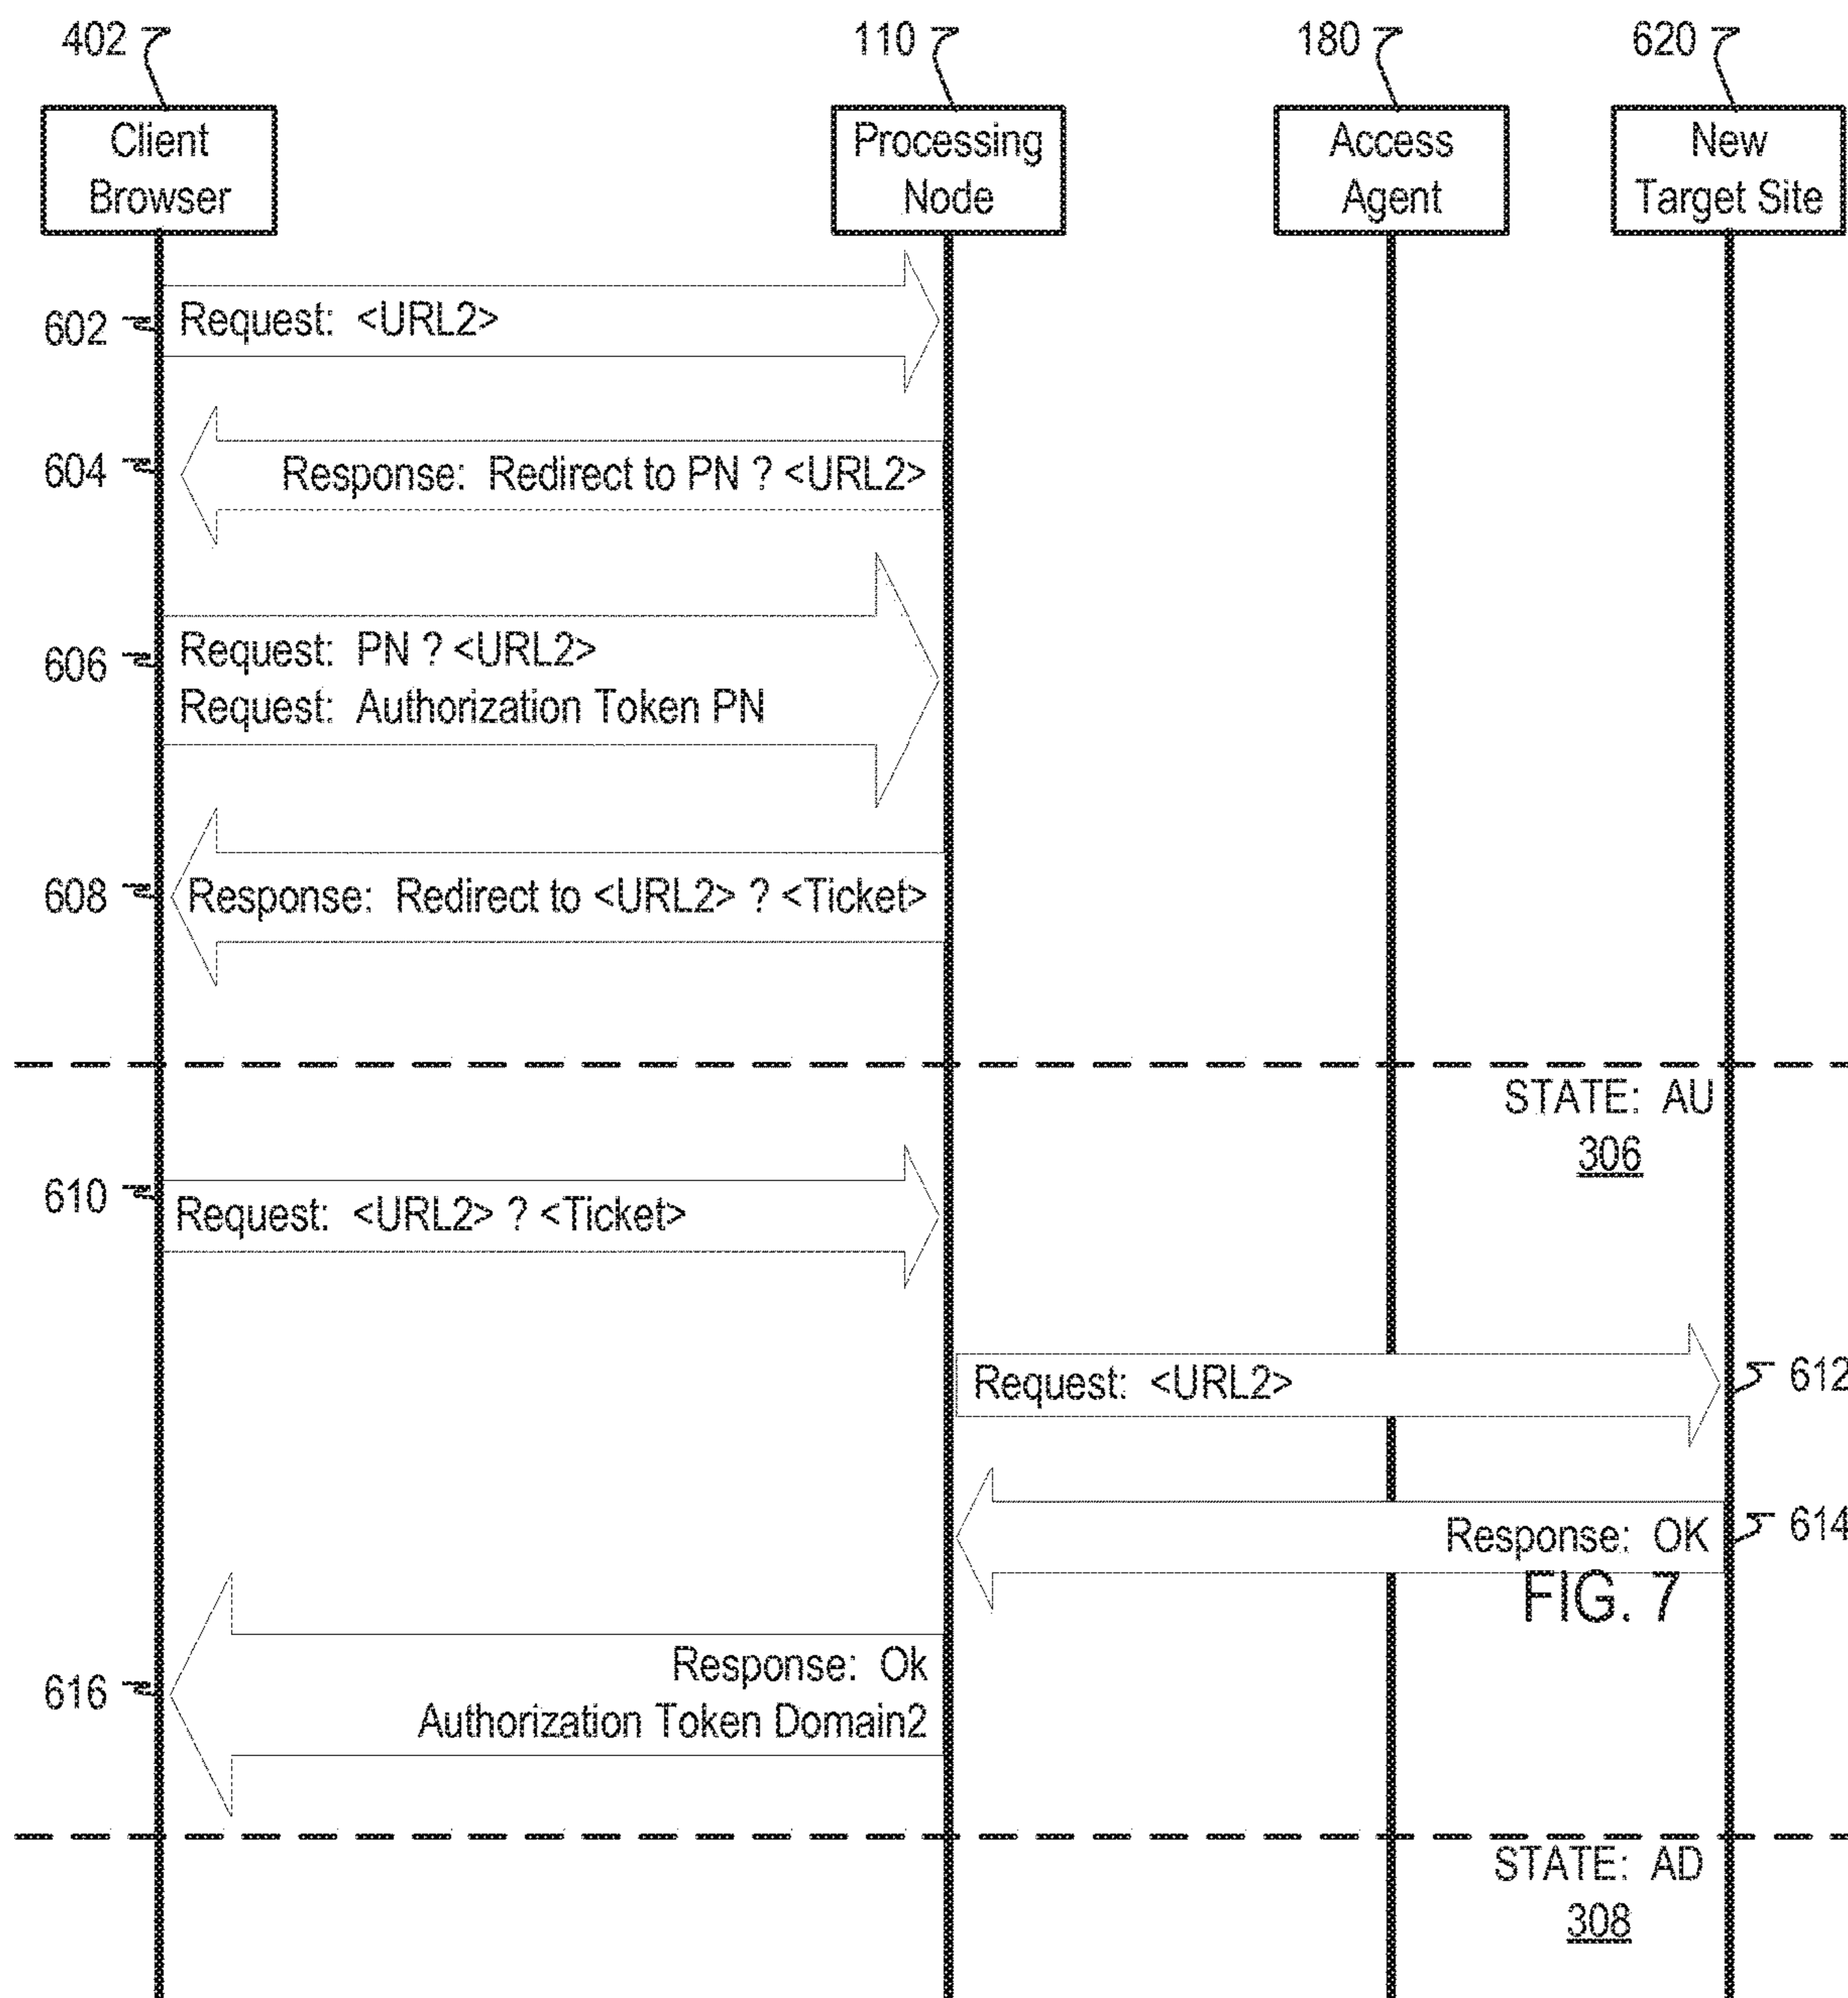 402
110
180
620
Client
Browser
Processing
Node
Access
Agent
New
Target Site
602
Request: <URL2>
604
Response: Redirect to PN ? <URL2>
606
Request: PN ? <URL2>
Request: Authorization Token PN
608
Response: Redirect to <URL2> ? <Ticket>
STATE: AU
306
610
Request: <URL2> ? <Ticket>
Request: <URL2>
612
Response: OK
614
FIG. 7
616
Response: Ok
Authorization Token Domain2
STATE: AD
308